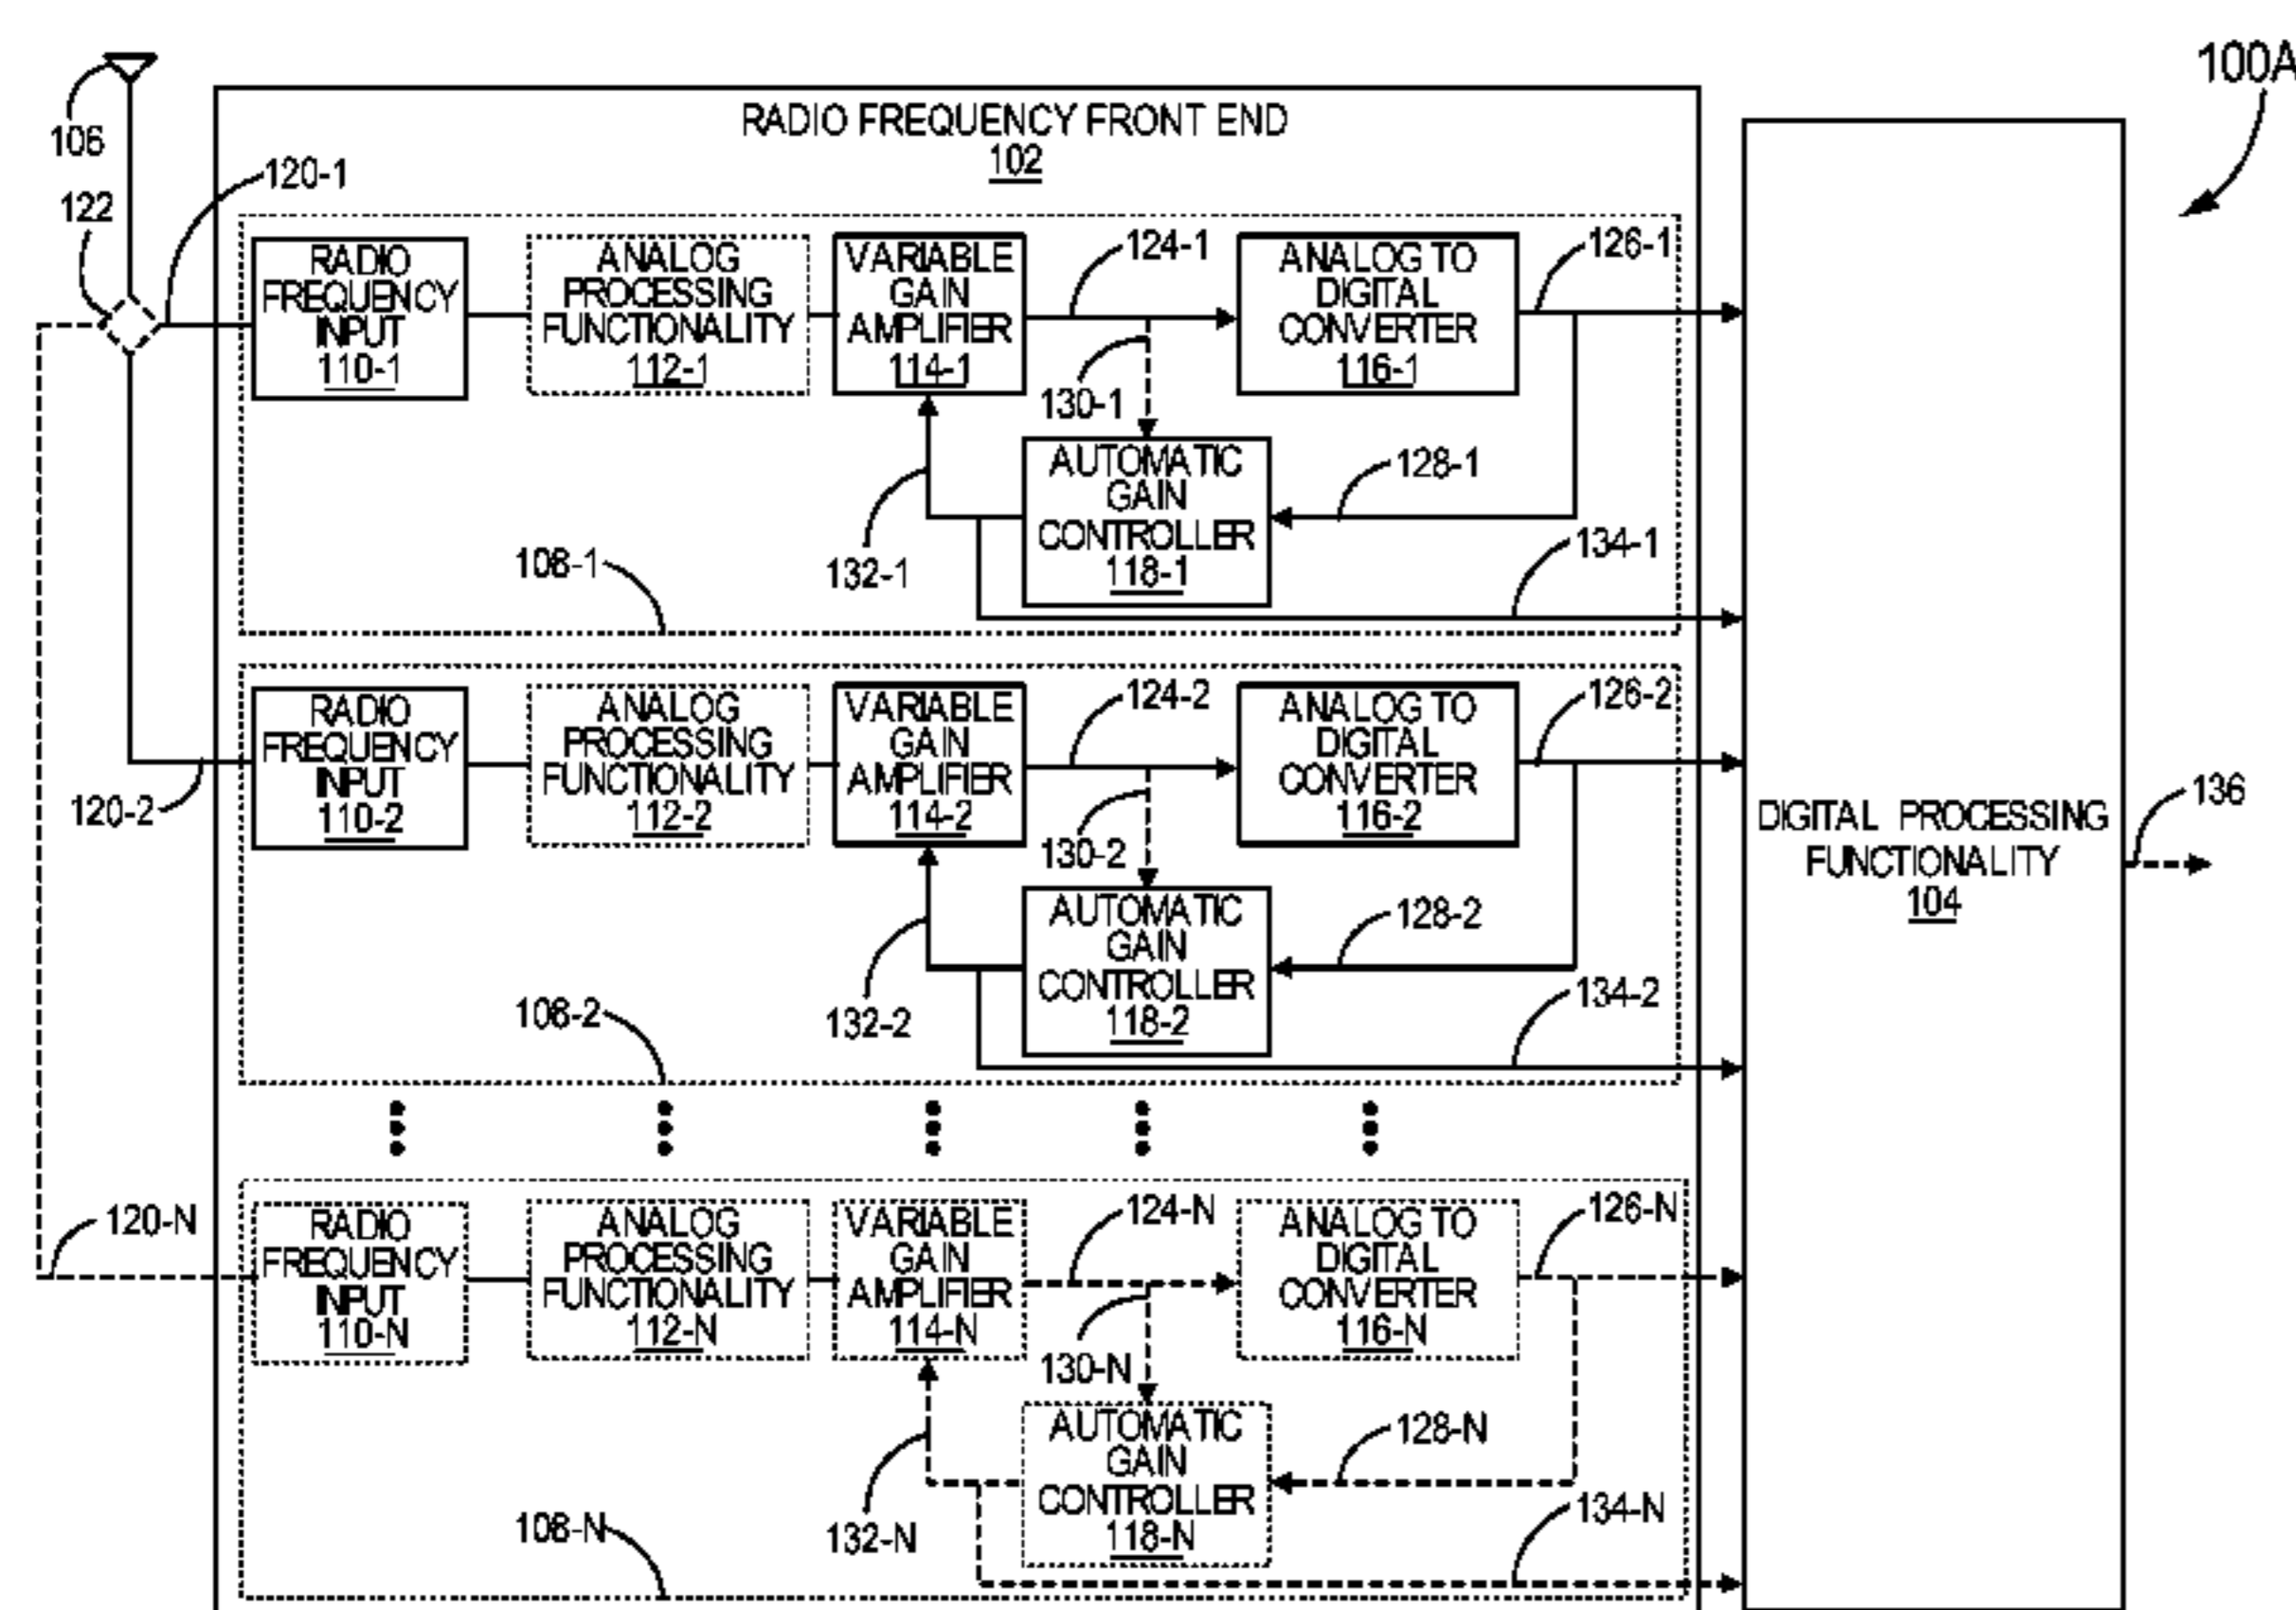 100A
106
RADIO FREQUENCY FRONT END
102
120-1
122
RADIO
FREQUENCY
INPUT
110-1
ANALOG
PROCESSING
FUNCTIONALITY
112-1
VARIABLE
GAIN
AMPLIFIER
114-1
124-1
ANALOG TO
DIGITAL
CONVERTER
116-1
126-1
130-1
AUTOMATIC
GAIN
CONTROLLER
118-1
128-1
132-1
134-1
108-1
RADIO
FREQUENCY
INPUT
110-2
ANALOG
PROCESSING
FUNCTIONALITY
112-2
VARIABLE
GAIN
AMPLIFIER
114-2
124-2
ANALOG TO
DIGITAL
CONVERTER
116-2
126-2
120-2
130-2
AUTOMATIC
GAIN
CONTROLLER
118-2
128-2
132-2
134-2
108-2
DIGITAL PROCESSING
FUNCTIONALITY
104
136
120-N
RADIO
FREQUENCY
INPUT
110-N
ANALOG
PROCESSING
FUNCTIONALITY
112-N
VARIABLE
GAIN
AMPLIFIER
114-N
124-N
ANALOG TO
DIGITAL
CONVERTER
116-N
126-N
130-N
AUTOMATIC
GAIN
CONTROLLER
118-N
128-N
132-N
134-N
108-N